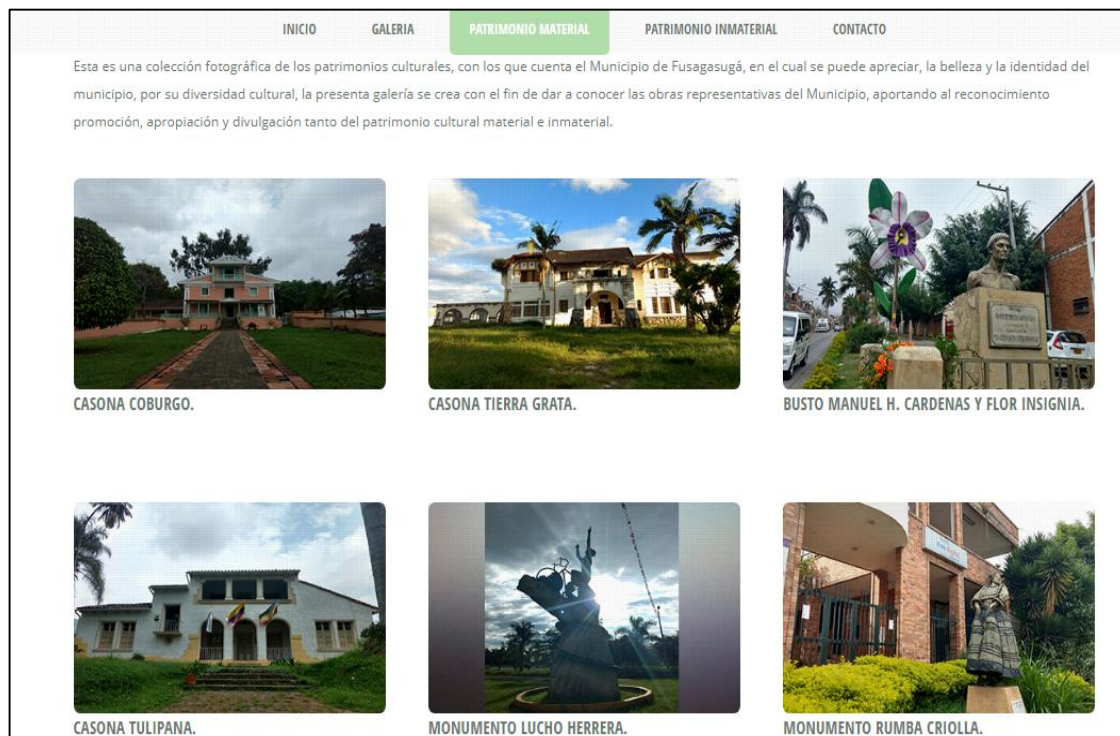 INICIO GALERIA PATRIMONIO MATERIAL PATRIMONIO INMATERIAL CONTACTO
Esta es una colección fotográfica de los patrimonios culturales, con los que cuenta el Municipio de Fusagasugá, en el cual se puede apreciar, la belleza y la identidad del
municipio, por su diversidad cultural, la presenta galería se crea con el fin de dar a conocer las obras representativas del Municipio, aportando al reconocimiento
promoción, apropiación y divulgación tanto del patrimonio cultural material e inmaterial.
CASONA COBURGO.
CASONA TIERRA GRATA.
BUSTO MANUEL H. CARDENAS Y FLOR INSIGNIA.
CASONA TULIPANA.
MONUMENTO LUCHO HERRERA.
MONUMENTO RUMBA CRIOLLA.